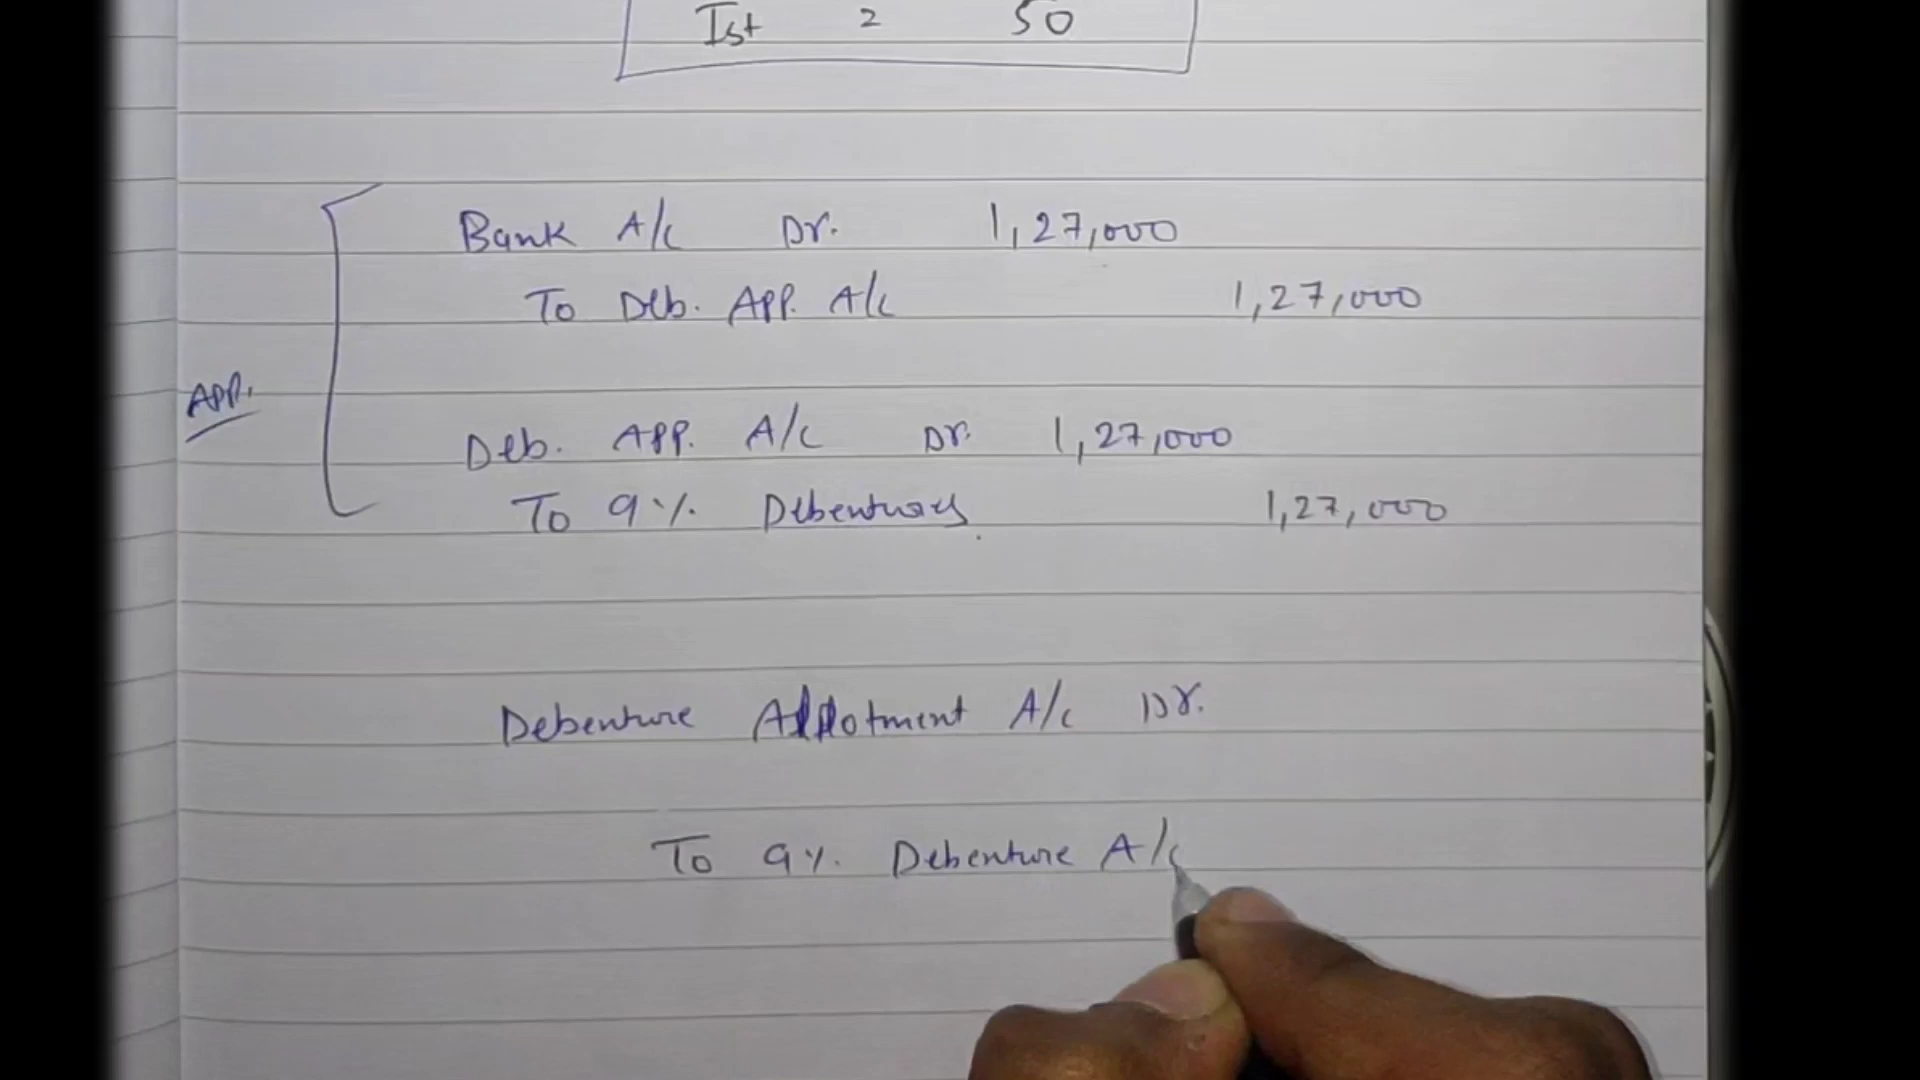 Ist 2 50
Bank A/c Dr. 1,27,000
To Deb. App. A/c 1,27,000
App.
Deb. App. A/c Dr. 1,27,000
To 9% Debentures 1,27,000
Debenture Allotment A/c Dr.
To 9% Debenture A/c